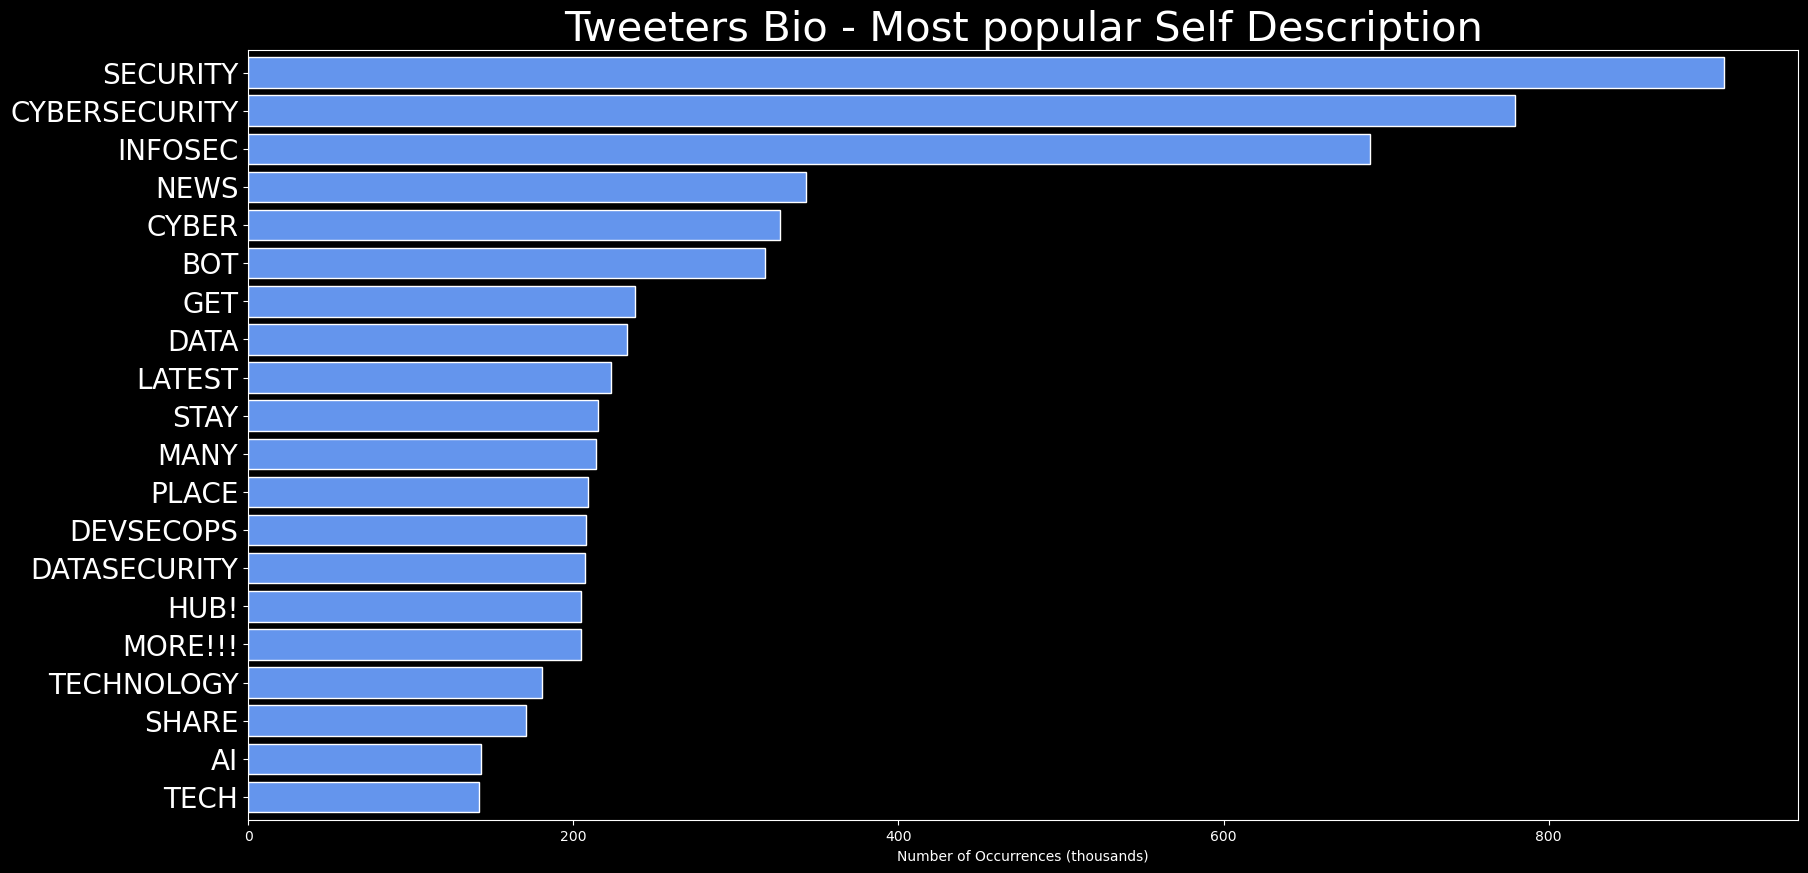 Tweeters Bio - Most popular Self Description
SECURITY
CYBERSECURITY
INFOSEC
NEWS
CYBER
BOT
GET
DATA
LATEST
STAY
MANY
PLACE
DEVSECOPS
DATASECURITY
HUB!
MORE!!!
TECHNOLOGY
SHARE
AI
TECH
0 200 400 600 800
Number of Occurrences (thousands)